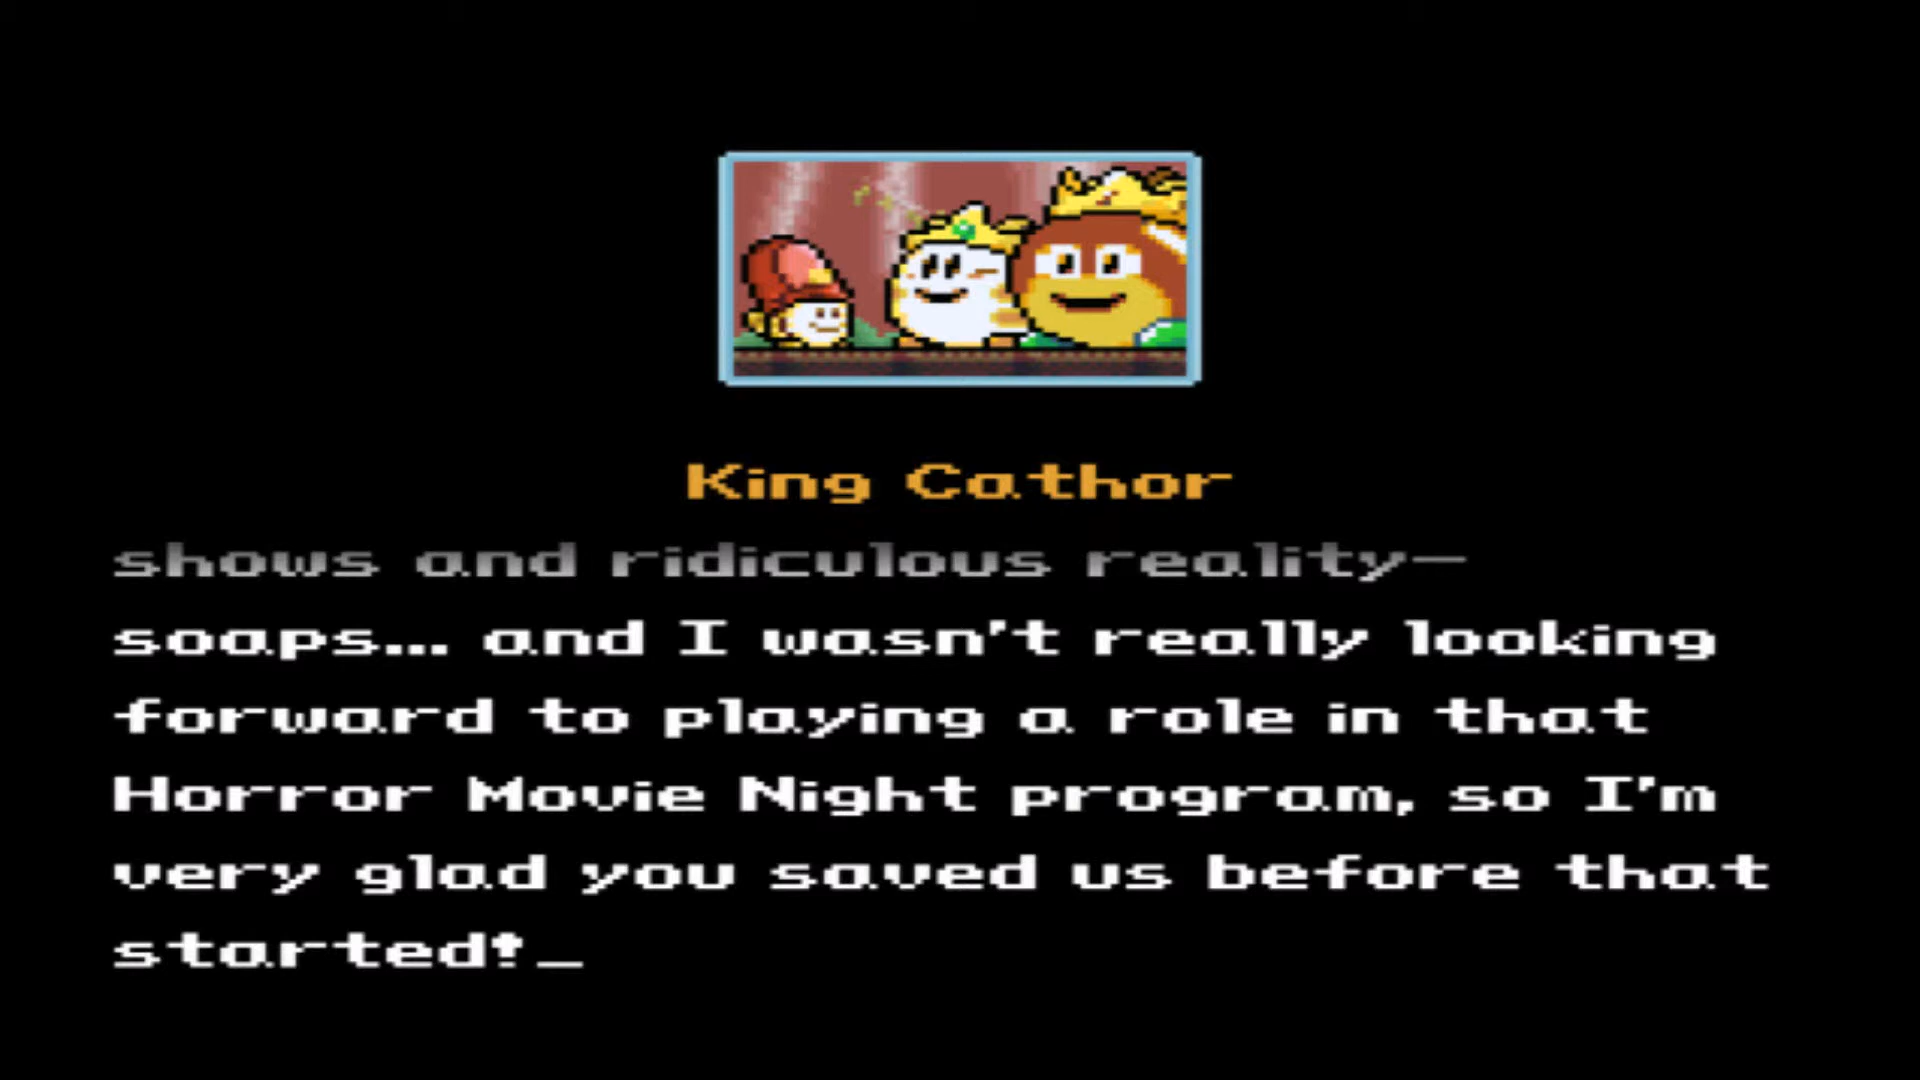 King Cathor
shows and ridiculous reality—
soaps... and I wasn't really looking
forward to playing a role in that
Horror Movie Night program, so I'm
very glad you saved us before that
started!_